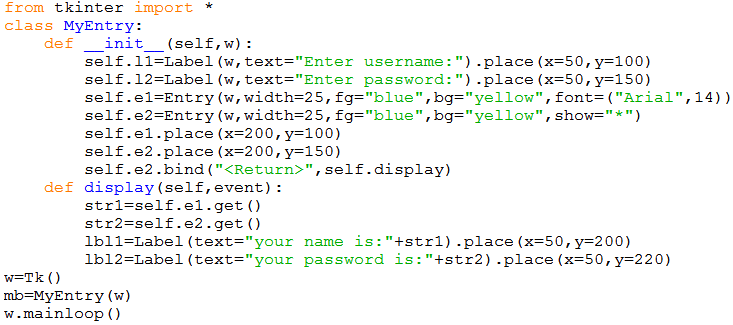 from tkinter import *
class MyEntry:
    def __init__(self,w):
        self.l1=Label(w,text="Enter username:").place(x=50,y=100)
        self.l2=Label(w,text="Enter password:").place(x=50,y=150)
        self.e1=Entry(w,width=25,fg="blue",bg="yellow",font=("Arial",14))
        self.e2=Entry(w,width=25,fg="blue",bg="yellow",show="*")
        self.e1.place(x=200,y=100)
        self.e2.place(x=200,y=150)
        self.e2.bind("<Return>",self.display)
    def display(self,event):
        str1=self.e1.get()
        str2=self.e2.get()
        lbl1=Label(text="your name is:"+str1).place(x=50,y=200)
        lbl2=Label(text="your password is:"+str2).place(x=50,y=220)
w=Tk()
mb=MyEntry(w)
w.mainloop()